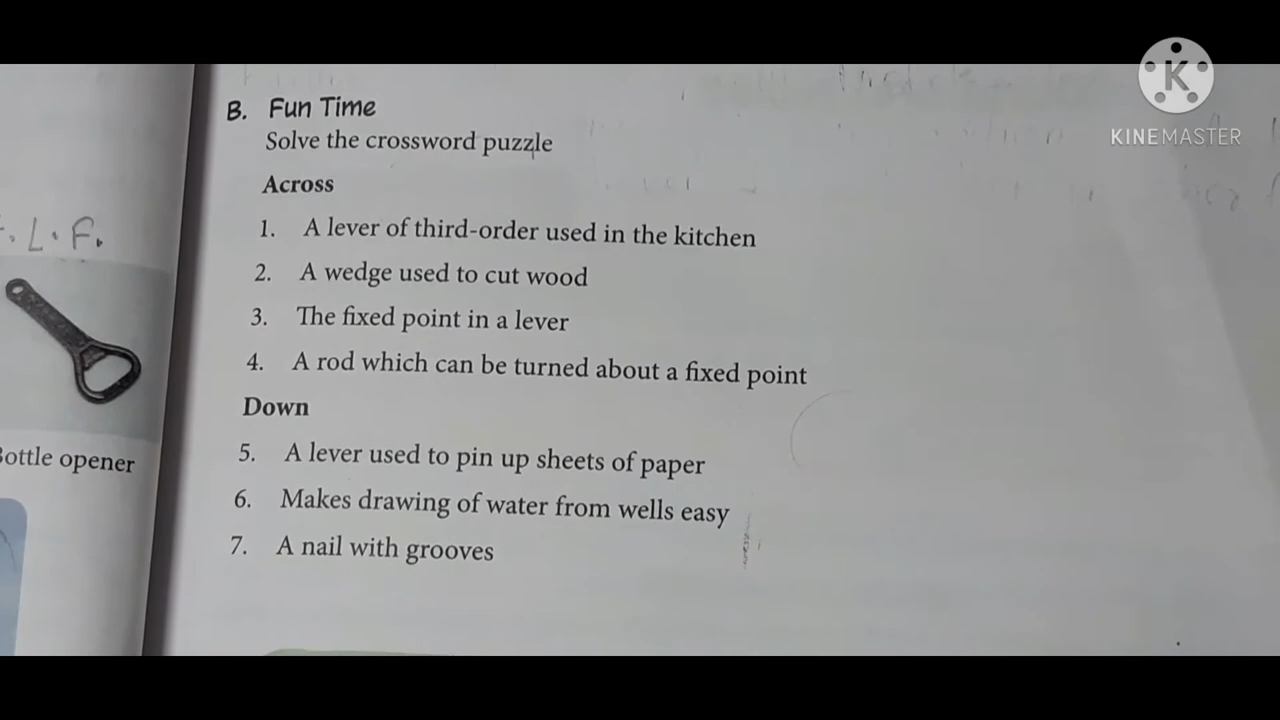 KINEMASTER
B. Fun Time
Solve the crossword puzzle
Across
1. A lever of third-order used in the kitchen
2. A wedge used to cut wood
3. The fixed point in a lever
4. A rod which can be turned about a fixed point
Down
5. A lever used to pin up sheets of paper
6. Makes drawing of water from wells easy
7. A nail with grooves
L. F.
Bottle opener